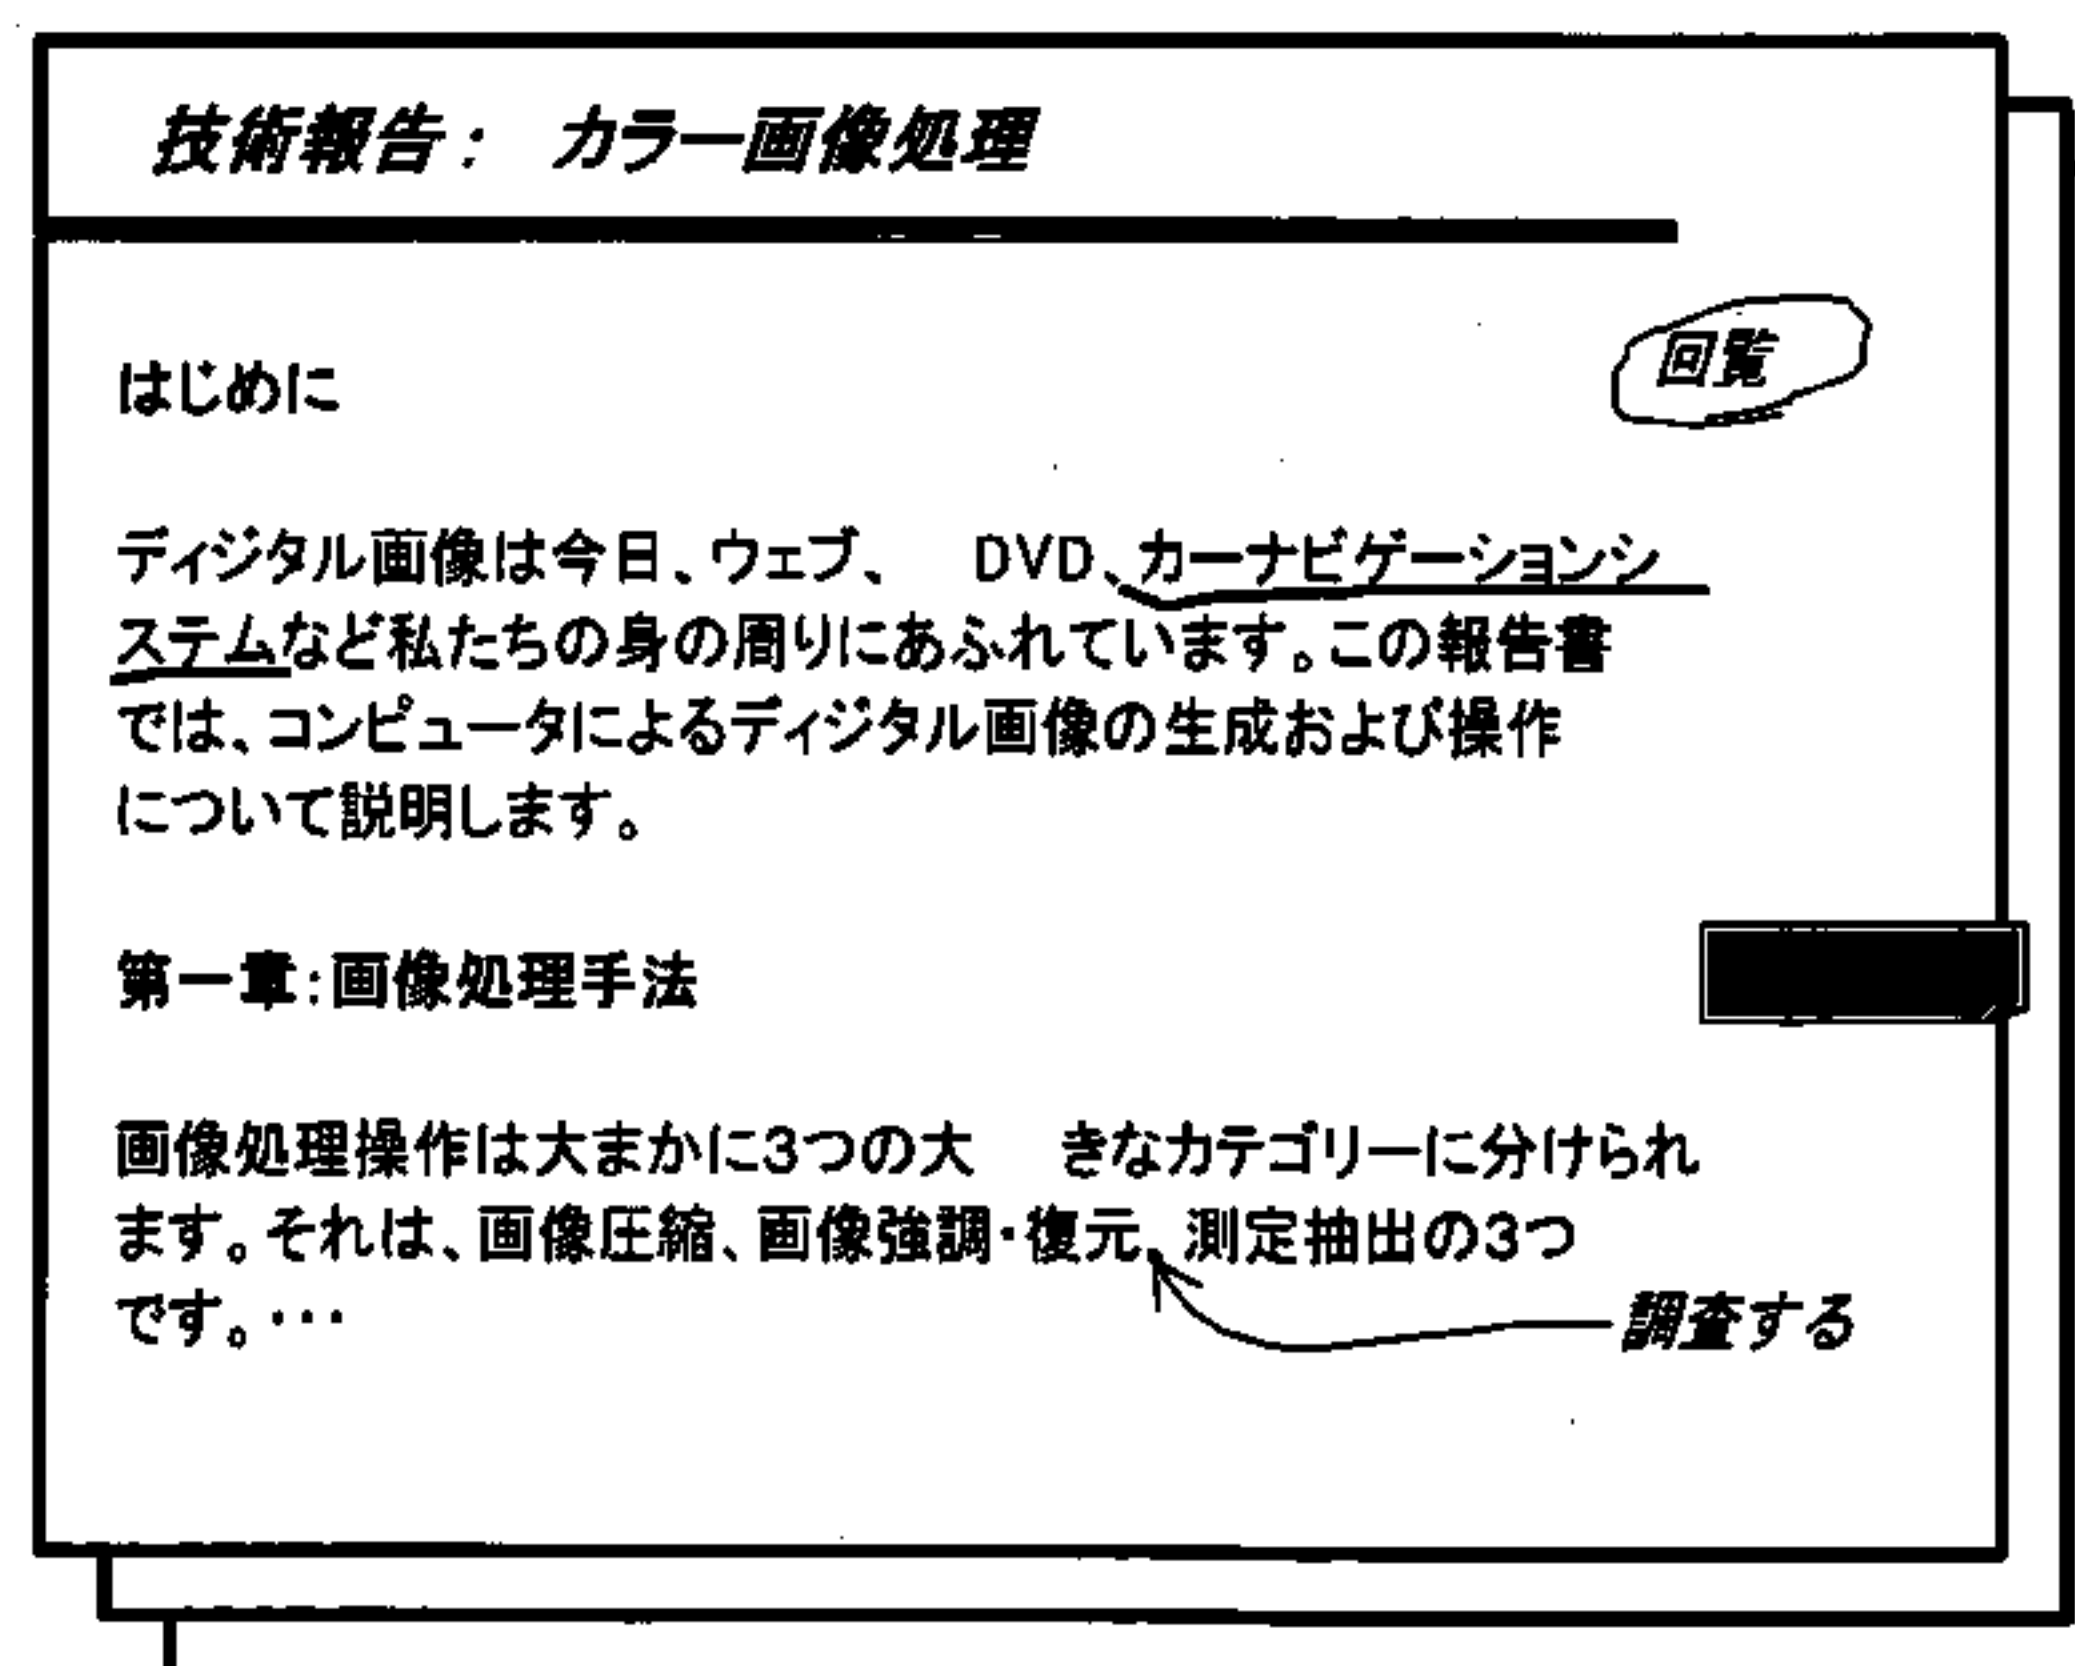 技術報告： カラー画像処理
回覧
はじめに
ディジタル画像は今日、ウェブ、 DVD、カーナビゲーションシ
ステムなど私たちの身の周りにあふれています。この報告書
では、コンピュータによるディジタル画像の生成および操作
について説明します。
第一章：画像処理手法
画像処理操作は大まかに3つの大 きなカテゴリーに分けられ
ます。それは、画像圧縮、画像強調・復元、測定抽出の3つ
です。・・・
調査する